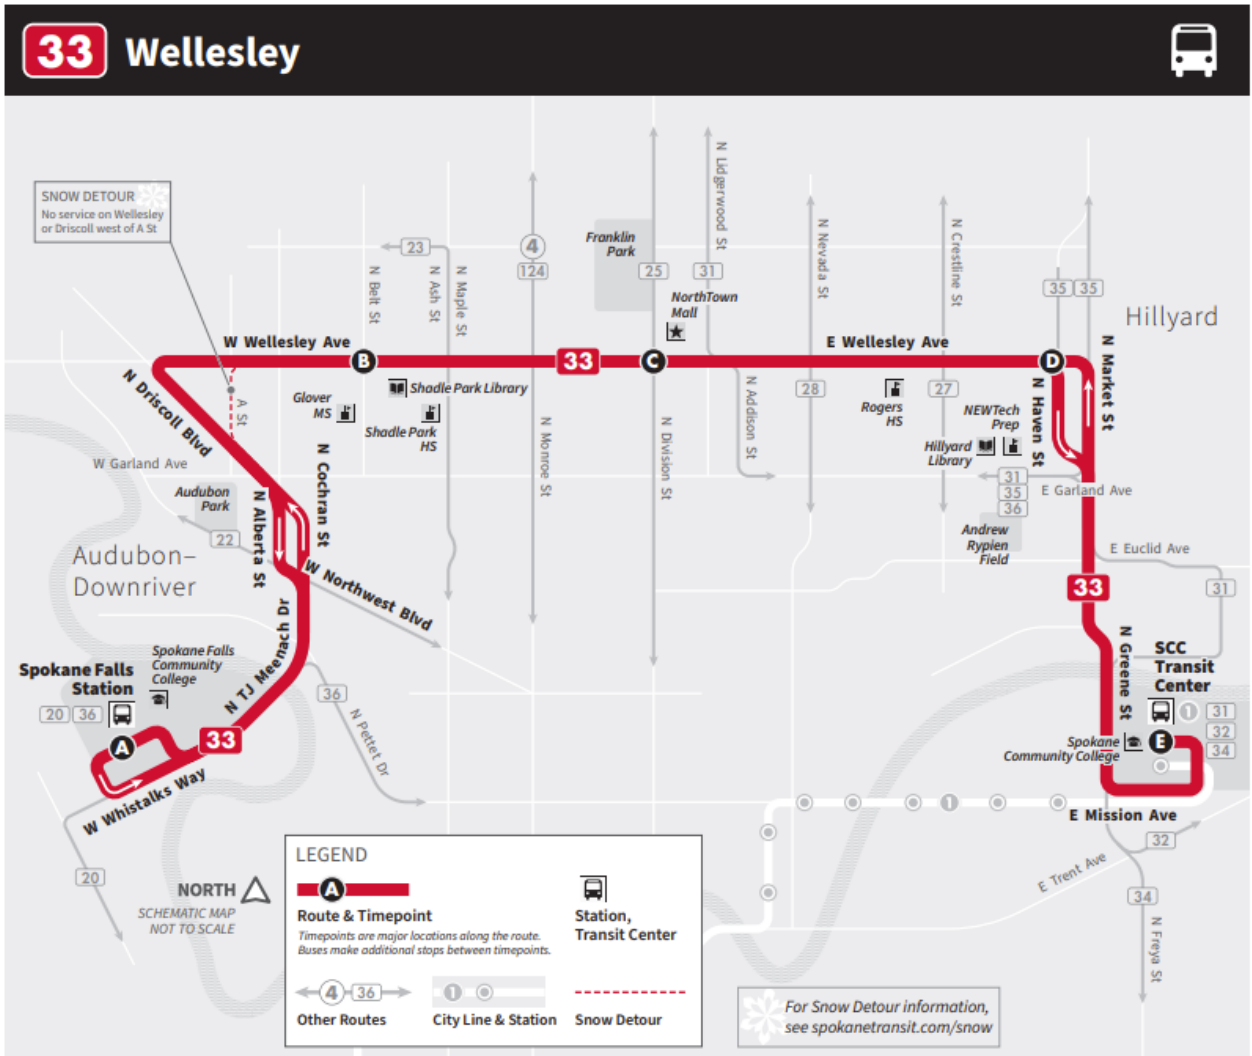 33 Wellesley
SNOW DETOUR
No service on Wellesley
or Driscoll west of A St
23
4
124
25
31
35
35
N Belt St
N Ash St
N Maple St
N Lidgerwood St
N Nevada St
N Crestline St
Franklin
Park
NorthTown
Mall
Hillyard
W Wellesley Ave
B
33
C
E Wellesley Ave
D
N Market St
N Haven St
N Driscoll Blvd
A St
Glover
MS
Shadle Park Library
Shadle Park
HS
N Monroe St
N Division St
N Addison St
28
Rogers
HS
27
NEWTech
Prep
Hillyard
Library
31
35
36
E Garland Ave
W Garland Ave
Audubon
Park
22
N Alberta St
N Cochran St
Audubon–
Downriver
W Northwest Blvd
Andrew
Rypien
Field
E Euclid Ave
31
33
N TJ Meenach Dr
Spokane Falls
Community
College
Spokane Falls
Station
20
36
A
33
W Whistalks Way
20
36
N Pettet Dr
N Greene St
SCC
Transit
Center
1
31
32
34
Spokane
Community College
E
1
E Mission Ave
32
E Trent Ave
34
N Freya St
NORTH
SCHEMATIC MAP
NOT TO SCALE
LEGEND
A
Route & Timepoint
Timepoints are major locations along the route.
Buses make additional stops between timepoints.
Station,
Transit Center
4
36
Other Routes
1
City Line & Station
Snow Detour
For Snow Detour information,
see spokanetransit.com/snow